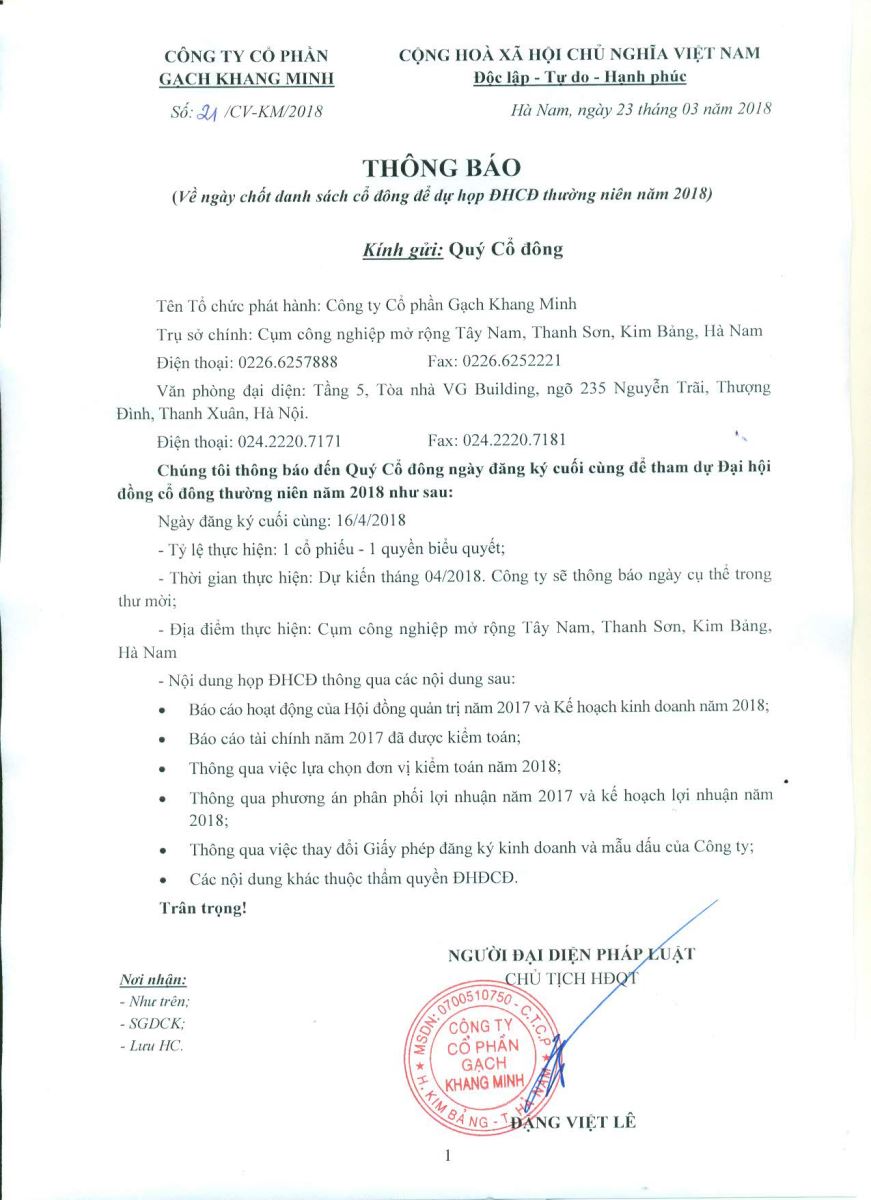 CÔNG TY CỔ PHẦN
GẠCH KHANG MINH
CỘNG HOÀ XÃ HỘI CHỦ NGHĨA VIỆT NAM
Độc lập - Tự do - Hạnh phúc
Số: 21 /CV-KM/2018
Hà Nam, ngày 23 tháng 03 năm 2018
THÔNG BÁO
(Về ngày chốt danh sách cổ đông để dự họp ĐHCĐ thường niên năm 2018)
Kính gửi: Quý Cổ đông
Tên Tổ chức phát hành: Công ty Cổ phần Gạch Khang Minh
Trụ sở chính: Cụm công nghiệp mở rộng Tây Nam, Thanh Sơn, Kim Bảng, Hà Nam
Điện thoại: 0226.6257888 Fax: 0226.6252221
Văn phòng đại diện: Tầng 5, Tòa nhà VG Building, ngõ 235 Nguyễn Trãi, Thượng
Đình, Thanh Xuân, Hà Nội.
Điện thoại: 024.2220.7171 Fax: 024.2220.7181
Chúng tôi thông báo đến Quý Cổ đông ngày đăng ký cuối cùng để tham dự Đại hội
đồng cổ đông thường niên năm 2018 như sau:
Ngày đăng ký cuối cùng: 16/4/2018
- Tỷ lệ thực hiện: 1 cổ phiếu - 1 quyền biểu quyết;
- Thời gian thực hiện: Dự kiến tháng 04/2018. Công ty sẽ thông báo ngày cụ thể trong
thư mời;
- Địa điểm thực hiện: Cụm công nghiệp mở rộng Tây Nam, Thanh Sơn, Kim Bảng,
Hà Nam
- Nội dung họp ĐHCĐ thông qua các nội dung sau:
• Báo cáo hoạt động của Hội đồng quản trị năm 2017 và Kế hoạch kinh doanh năm 2018;
• Báo cáo tài chính năm 2017 đã được kiểm toán;
• Thông qua việc lựa chọn đơn vị kiểm toán năm 2018;
• Thông qua phương án phân phối lợi nhuận năm 2017 và kế hoạch lợi nhuận năm
2018;
• Thông qua việc thay đổi Giấy phép đăng ký kinh doanh và mẫu dấu của Công ty;
• Các nội dung khác thuộc thẩm quyền ĐHĐCĐ.
Trân trọng!
NGƯỜI ĐẠI DIỆN PHÁP LUẬT
CHỦ TỊCH HĐQT
Nơi nhận:
- Như trên;
- SGDCK;
- Lưu HC.
MSDN: 0700510750 - C.T.C.P
CÔNG TY
CỔ PHẦN
GẠCH
KHANG MINH
H. KIM BẢNG - T. HÀ NAM
ĐẶNG VIỆT LÊ
1